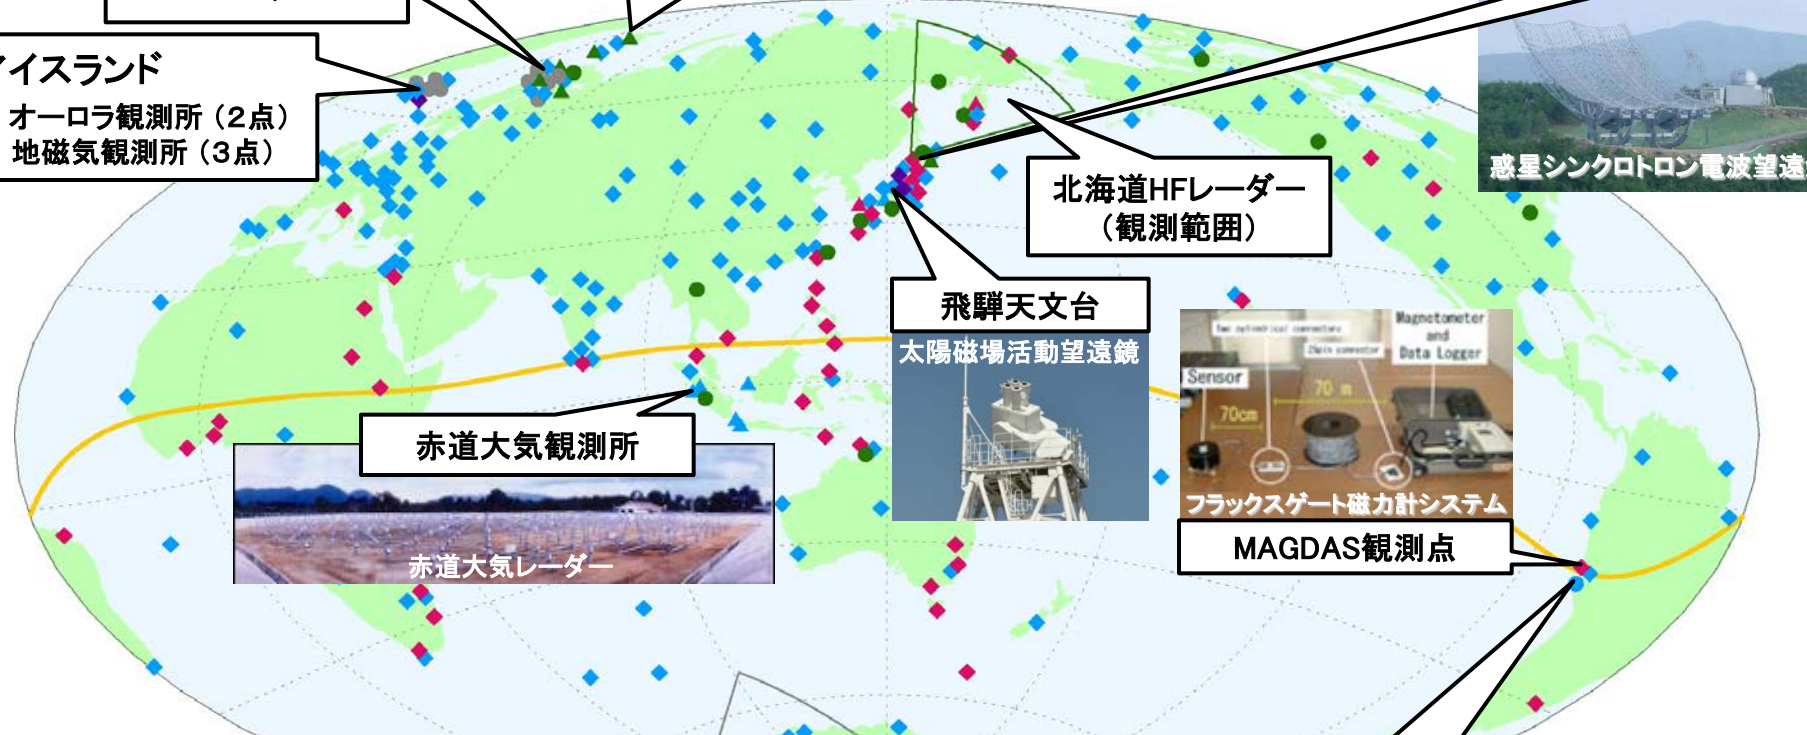 イスランド
オーロラ観測所（２点）
地磁気観測所（３点）
惑星シンクロトロン電波望遠
北海道HFレーダー
（観測範囲）
飛騨天文台
太陽磁場活動望遠鏡
Two cylindrical connectors
Magnetometer
and
Data Logger
25pin connector
Sensor
70 m
70cm
フラックスゲート磁力計システム
MAGDAS観測点
赤道大気観測所
赤道大気レーダー